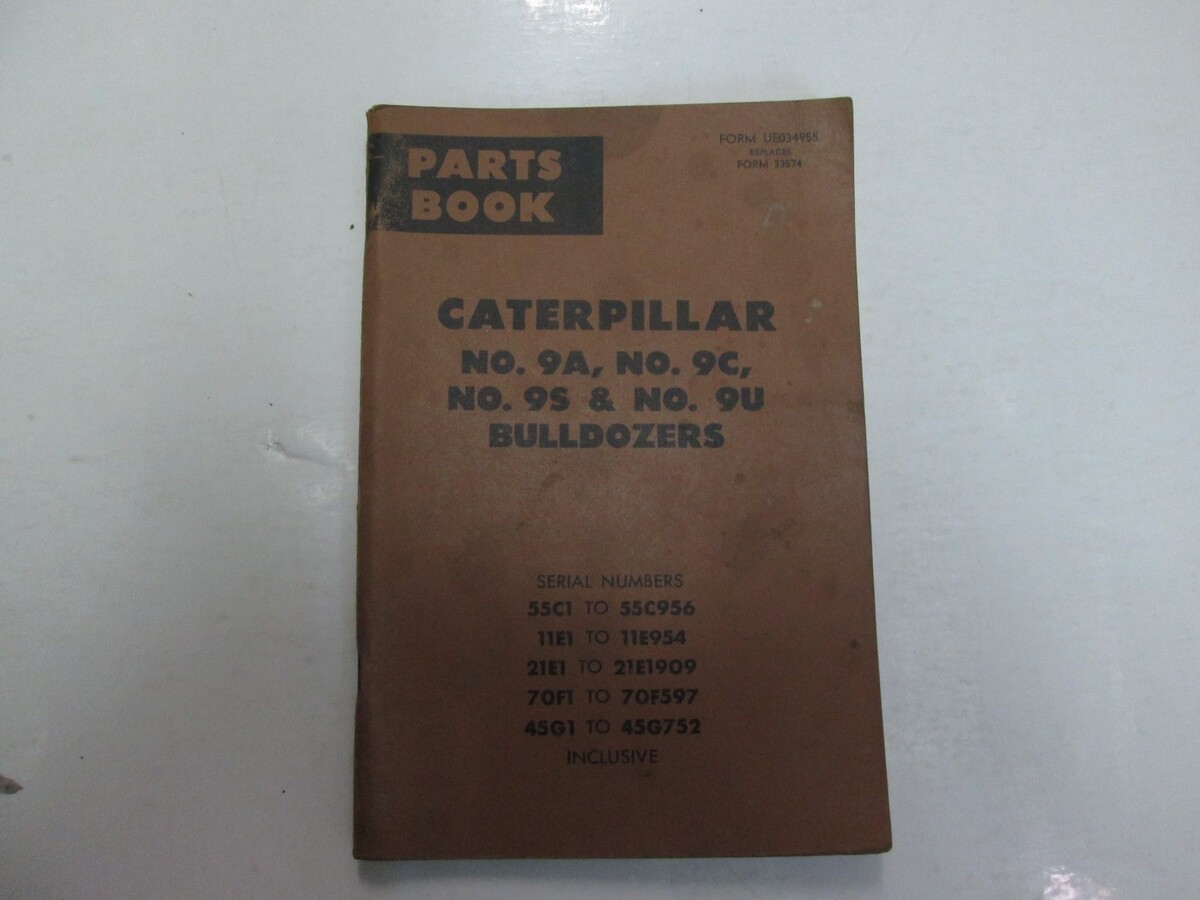 PARTS
BOOK
FORM UE034955
REPLACES
FORM 33574
CATERPILLAR
NO. 9A, NO. 9C,
NO. 9S & NO. 9U
BULLDOZERS
SERIAL NUMBERS
55C1 TO 55C956
11E1 TO 11E954
21E1 TO 21E1909
70F1 TO 70F597
45G1 TO 45G752
INCLUSIVE